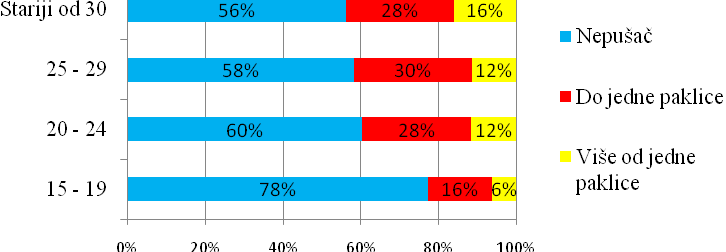 Stariji od 30 56% 28% 16%
25 - 29 58% 30% 12%
20 - 24 60% 28% 12%
15 - 19 78% 16% 6%
0% 20% 40% 60% 80% 100%
Nepušač
Do jedne paklice
Više od jedne
paklice